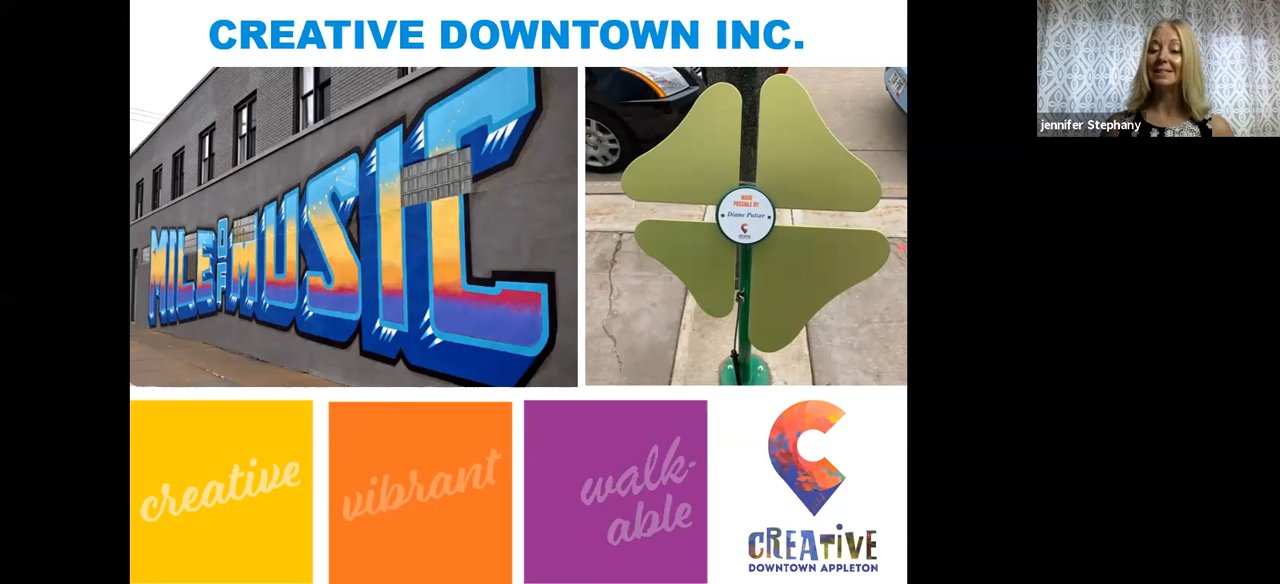 CREATIVE DOWNTOWN INC.
jennifer Stephany
MILE OF MUSIC
MADE
POSSIBLE BY
Diane Putzer
creative
vibrant
walk-
able
CREATIVE
DOWNTOWN APPLETON